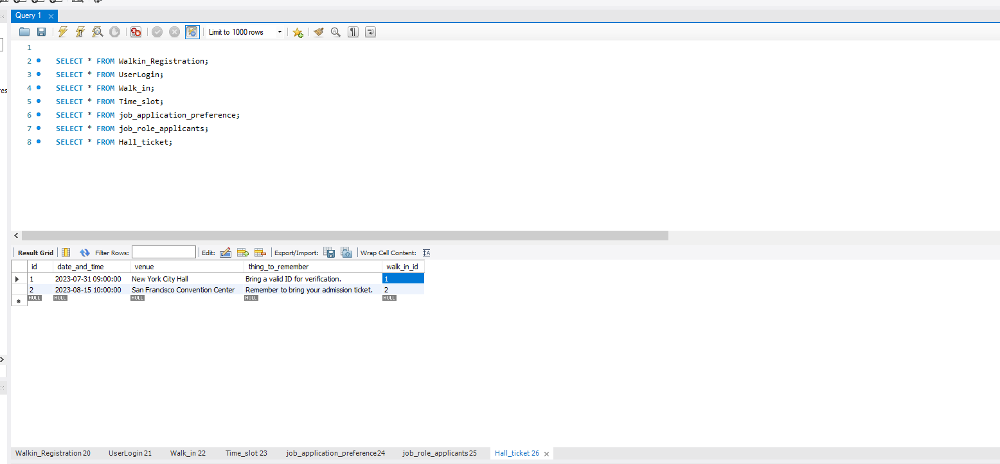 Query 1
Limit to 1000 rows
1
2 SELECT * FROM Walkin_Registration;
3 SELECT * FROM UserLogin;
4 SELECT * FROM Walk_in;
5 SELECT * FROM Time_slot;
6 SELECT * FROM job_application_preference;
7 SELECT * FROM job_role_applicants;
8 SELECT * FROM Hall_ticket;
Result Grid Filter Rows: Edit: Export/Import: Wrap Cell Content:
id date_and_time venue thing_to_remember walk_in_id
1 2023-07-31 09:00:00 New York City Hall Bring a valid ID for verification. 1
2 2023-08-15 10:00:00 San Francisco Convention Center Remember to bring your admission ticket. 2
NULL NULL NULL NULL NULL
Walkin_Registration 20 UserLogin 21 Walk_in 22 Time_slot 23 job_application_preference 24 job_role_applicants 25 Hall_ticket 26